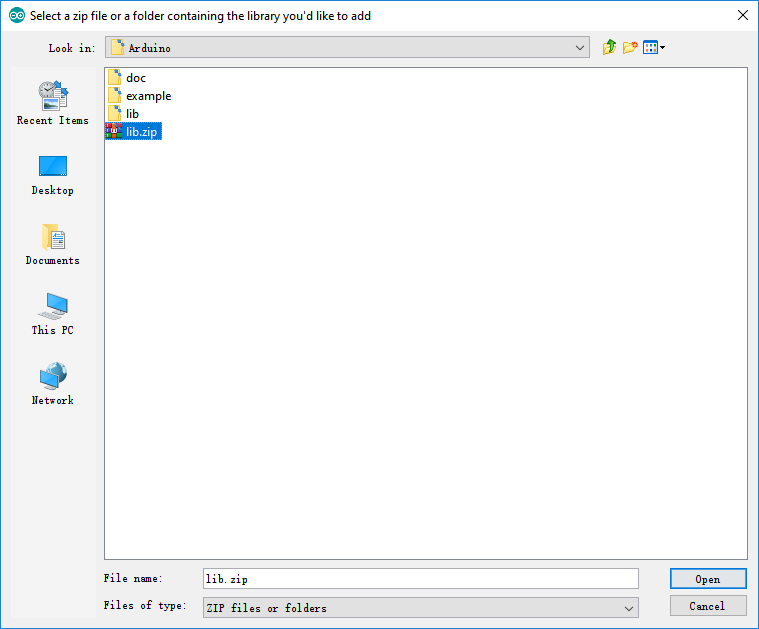 Select a zip file or a folder containing the library you'd like to add
Look in:
Arduino
doc
example
lib
lib.zip
Recent Items
Desktop
Documents
This PC
Network
File name:
lib.zip
Open
Files of type:
ZIP files or folders
Cancel